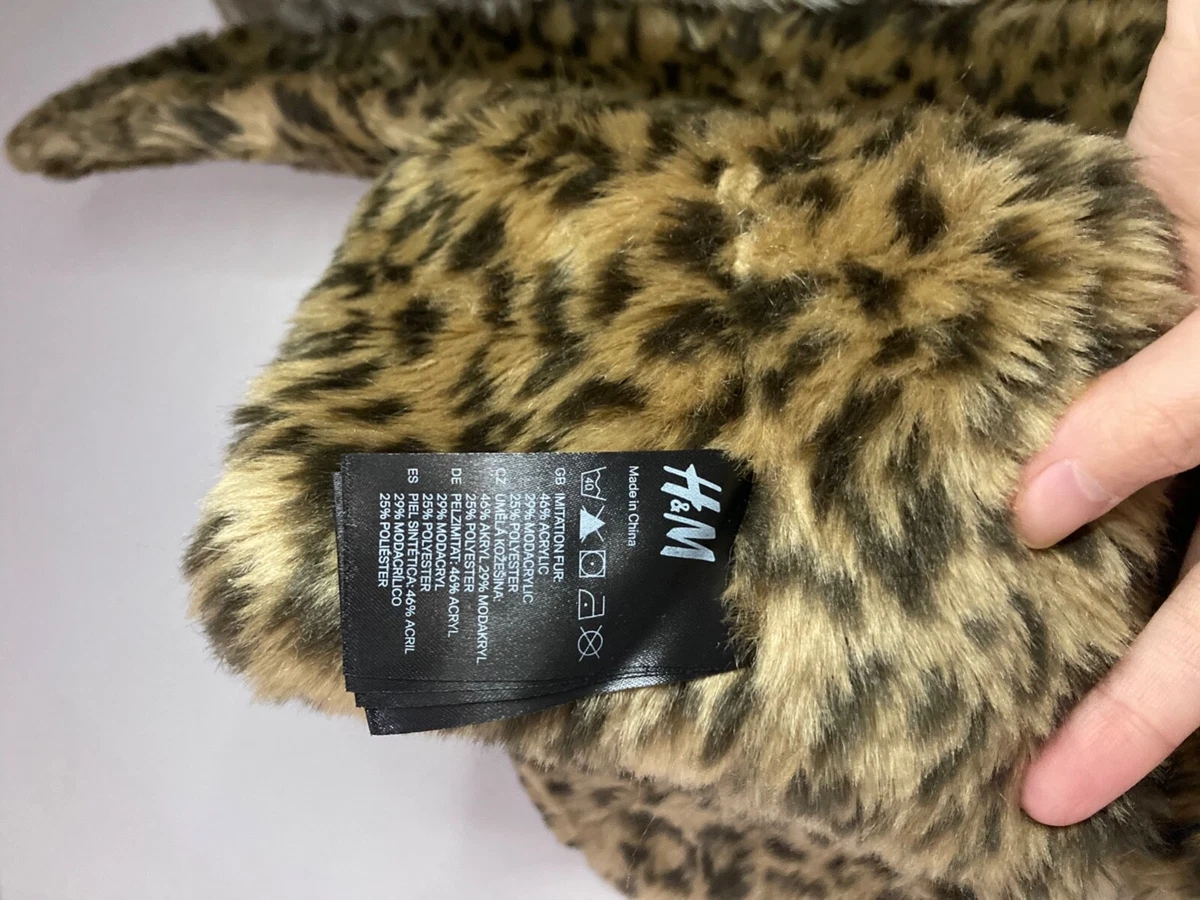 H&M
Made in China
40
GB IMITATION FUR:
46% ACRYLIC
29% MODACRYLIC
25% POLYESTER
CZ UMĚLÁ KOŽEŠINA:
46% AKRYL 29% MODAKRYL
25% POLYESTER
DE PELZIMITAT: 46% ACRYL
29% MODACRYL
25% POLYESTER
ES PIEL SINTÉTICA: 46% ACRIL
29% MODACRÍLICO
25% POLIÉSTER